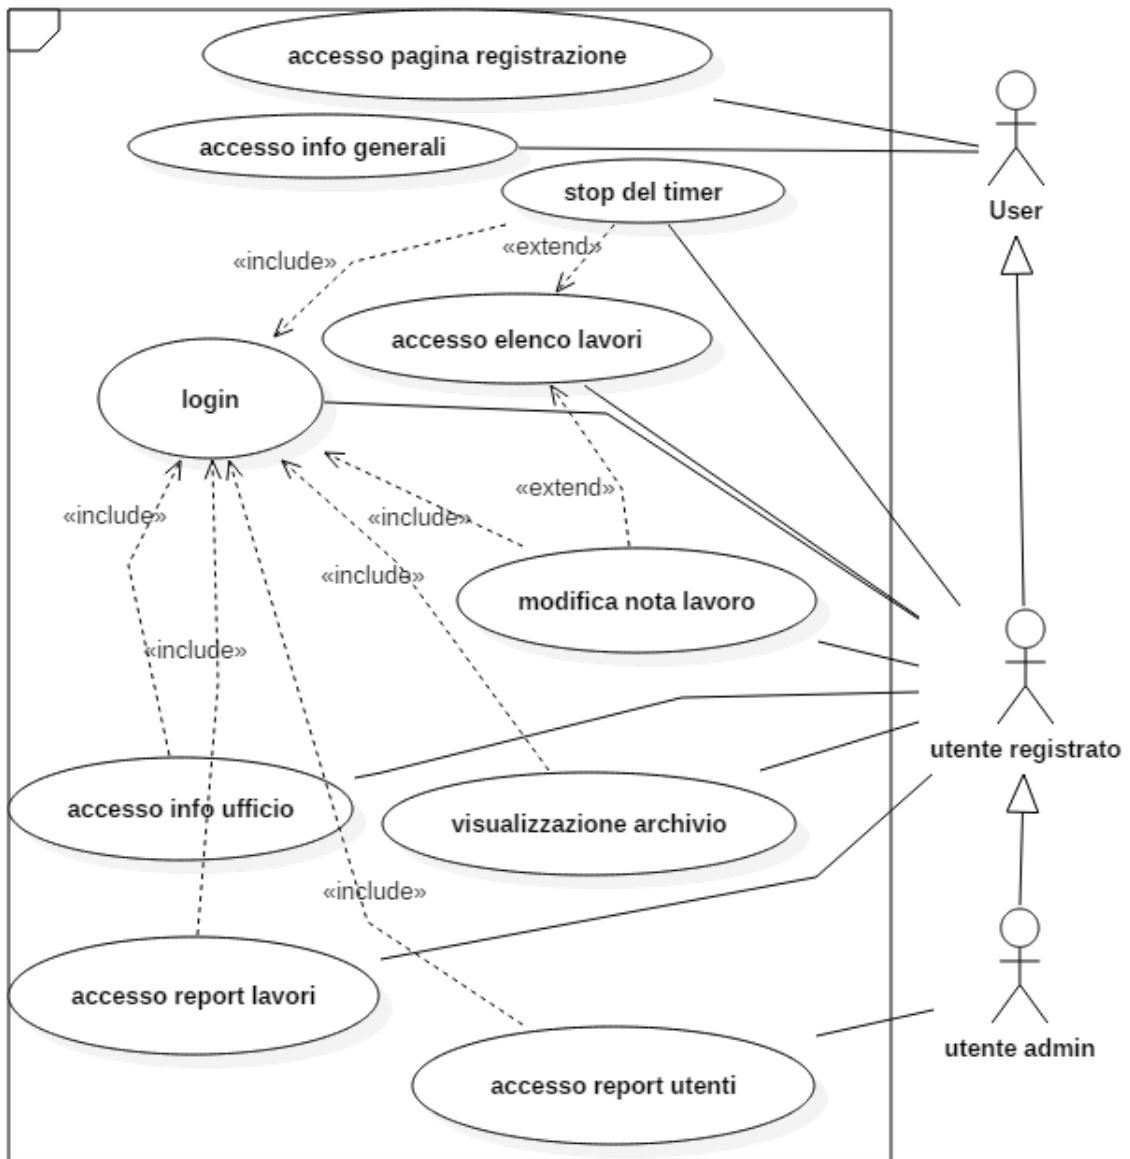 accesso pagina registrazione
accesso info generali
stop del timer
User
«include»
«extend»
accesso elenco lavori
login
«extend»
«include»
«include»
«include»
modifica nota lavoro
«include»
utente registrato
accesso info ufficio
visualizzazione archivio
«include»
accesso report lavori
utente admin
accesso report utenti